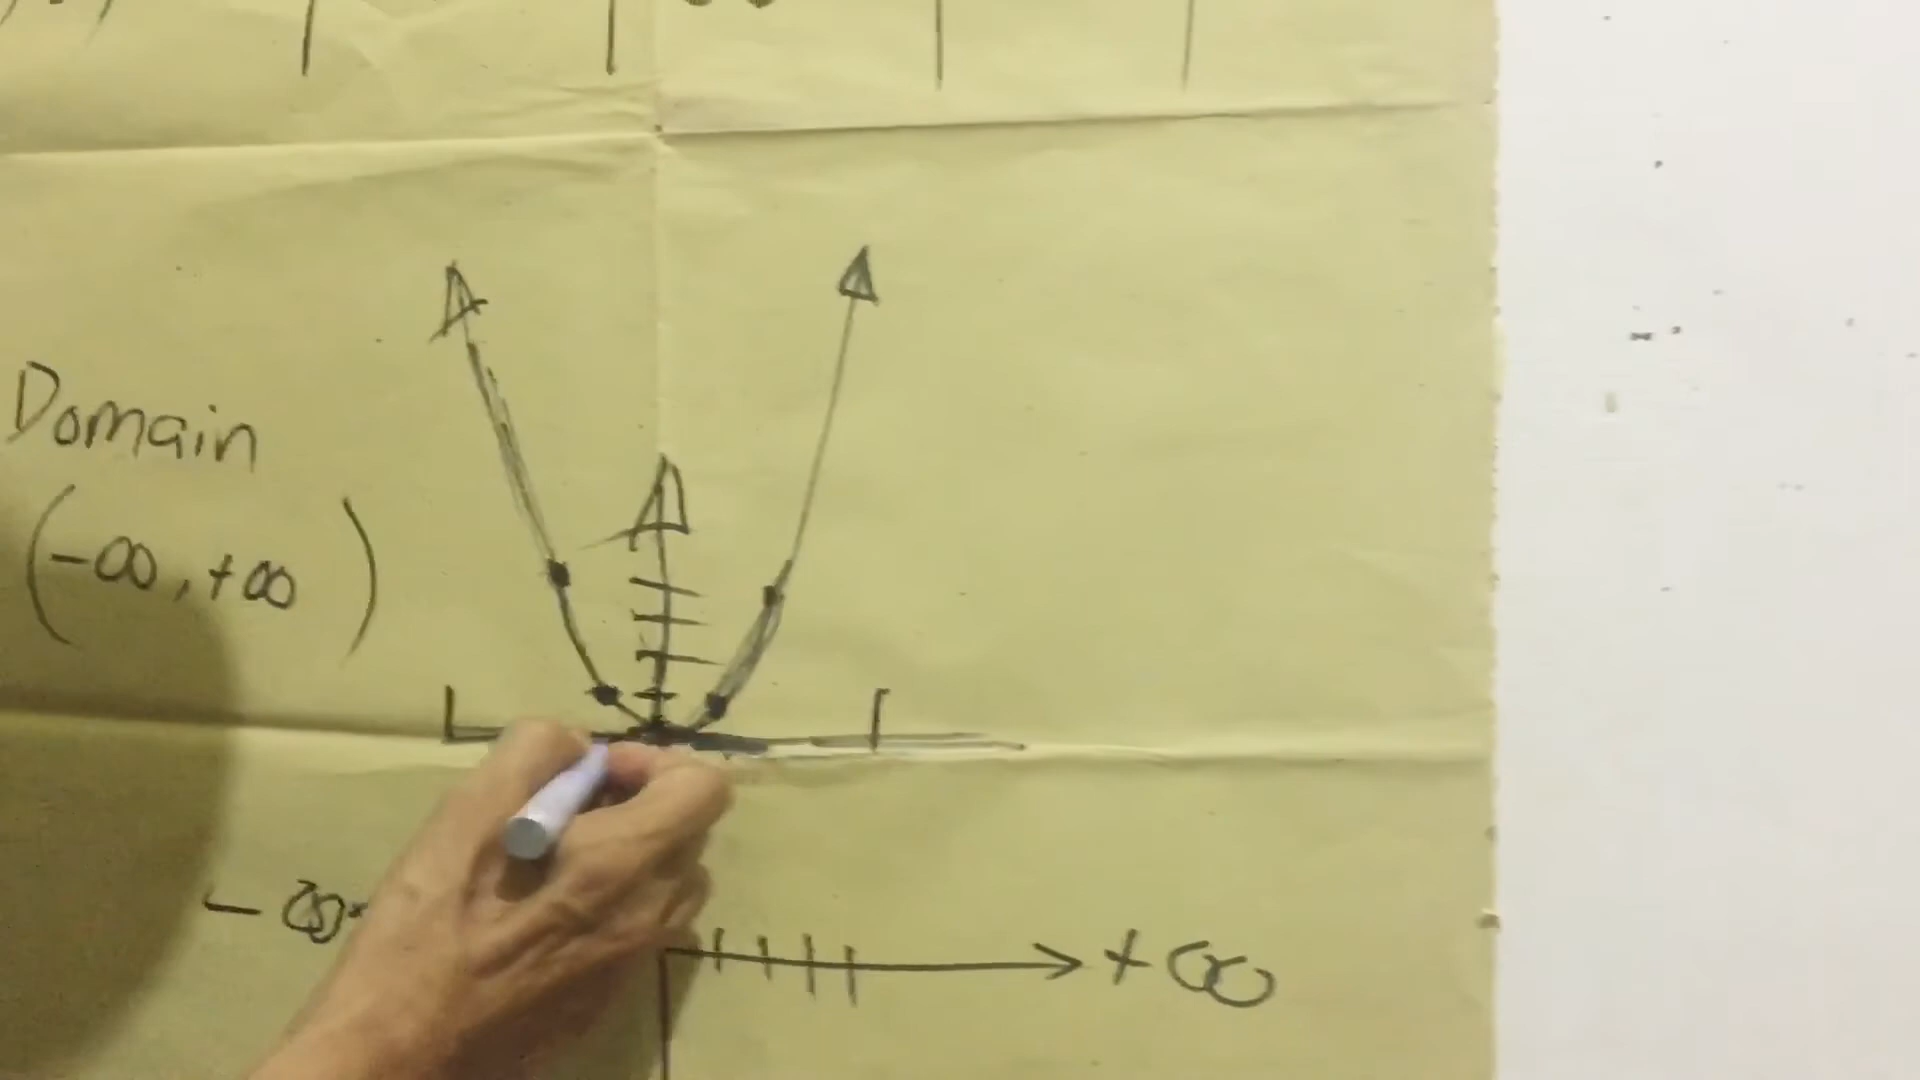 Domain
(-∞, +∞)
- ∞
+ ∞